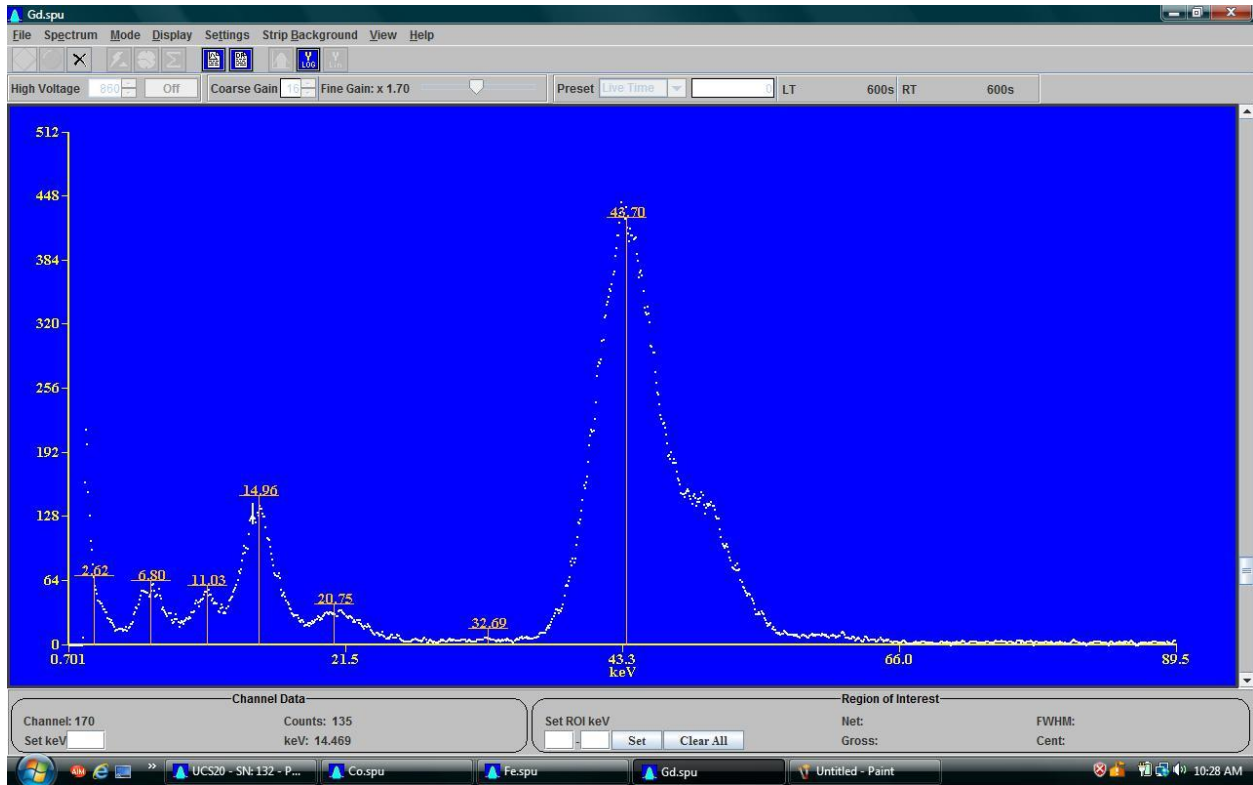 Gd.spu
File Spectrum Mode Display Settings Strip Background View Help
Y LOG
High Voltage 860 Off Coarse Gain 16 Fine Gain: x 1.70 Preset Live Time 0 LT 600s RT 600s
512
448
384
320
256
192
128
64
0
43.70
14.96
2.62 6.80 11.03
20.75
32.69
0.701 21.5 43.3 66.0 89.5
keV
Channel Data
Channel: 170 Counts: 135
Set keV keV: 14.469
Region of Interest
Set ROI keV Net: FWHM:
- Set Clear All Gross: Cent:
» UCS20 - SN: 132 - P... Co.spu Fe.spu Gd.spu Untitled - Paint 10:28 AM